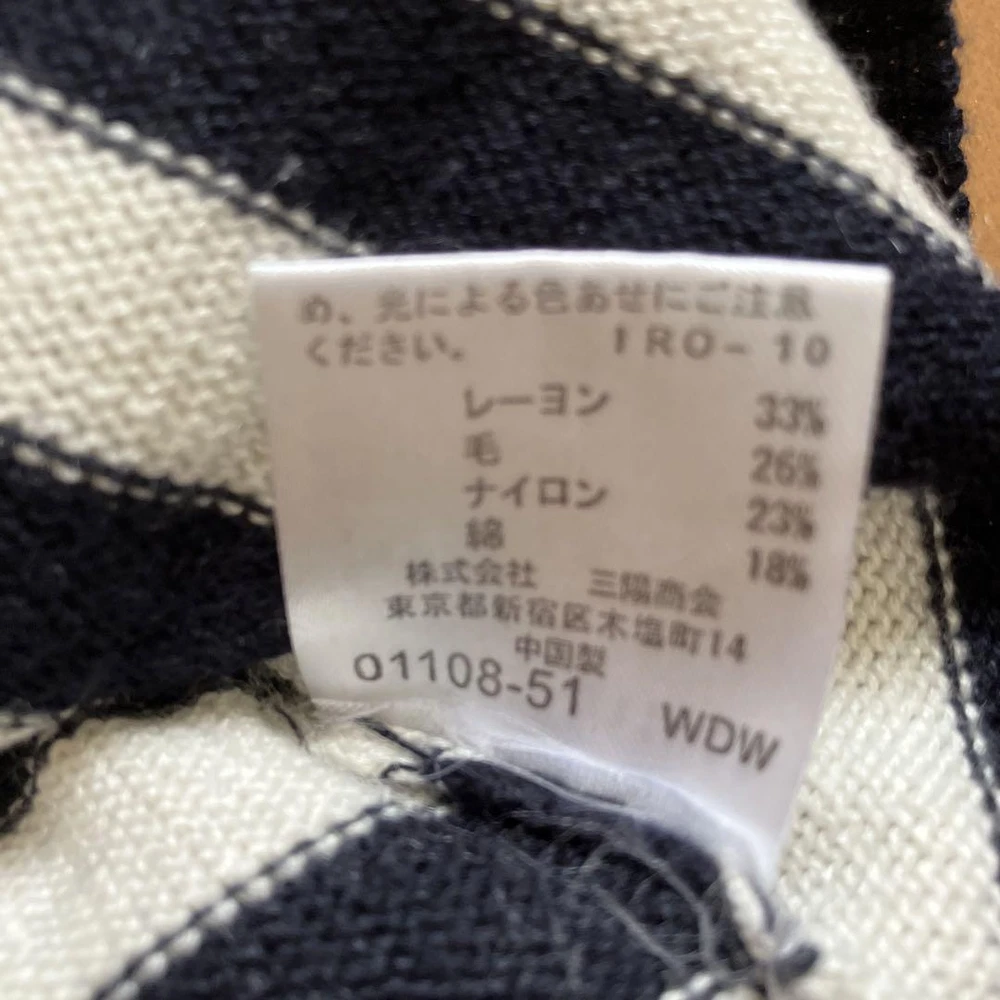 め、光による色あせにご注意
ください。 IRO-10
レーヨン 33%
毛 26%
ナイロン 23%
綿 18%
株式会社 三陽商会
東京都新宿区本塩町14
中国製
01108-51 WDW